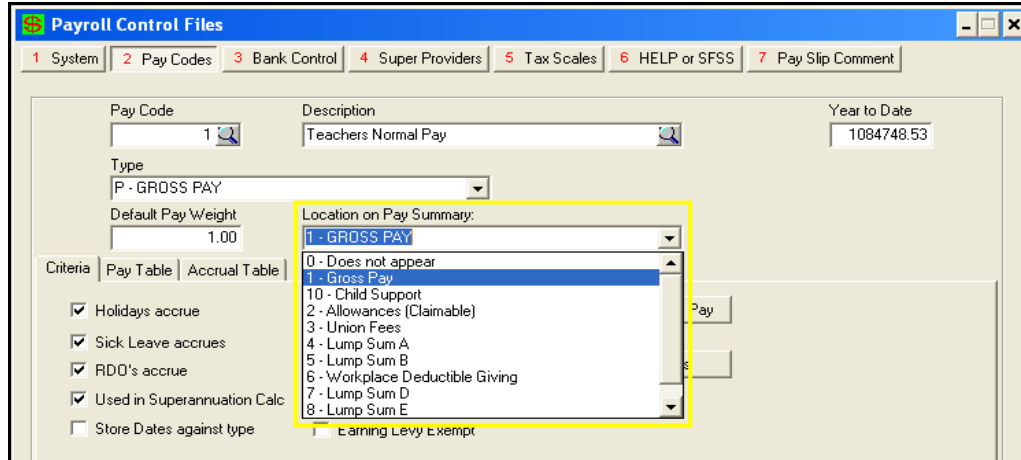 Payroll Control Files
1 System 2 Pay Codes 3 Bank Control 4 Super Providers 5 Tax Scales 6 HELP or SFSS 7 Pay Slip Comment
Pay Code Description Year to Date
1 Teachers Normal Pay 1084748.53
Type
P - GROSS PAY
Default Pay Weight Location on Pay Summary:
1.00 1 - GROSS PAY
Criteria Pay Table Accrual Table
0 - Does not appear
1 - Gross Pay
10 - Child Support
2 - Allowances (Claimable)
3 - Union Fees
4 - Lump Sum A
5 - Lump Sum B
6 - Workplace Deductible Giving
7 - Lump Sum D
8 - Lump Sum E
Holidays accrue Pay
Sick Leave accrues
RDO's accrue
Used in Superannuation Calc
Store Dates against type Earning Levy Exempt